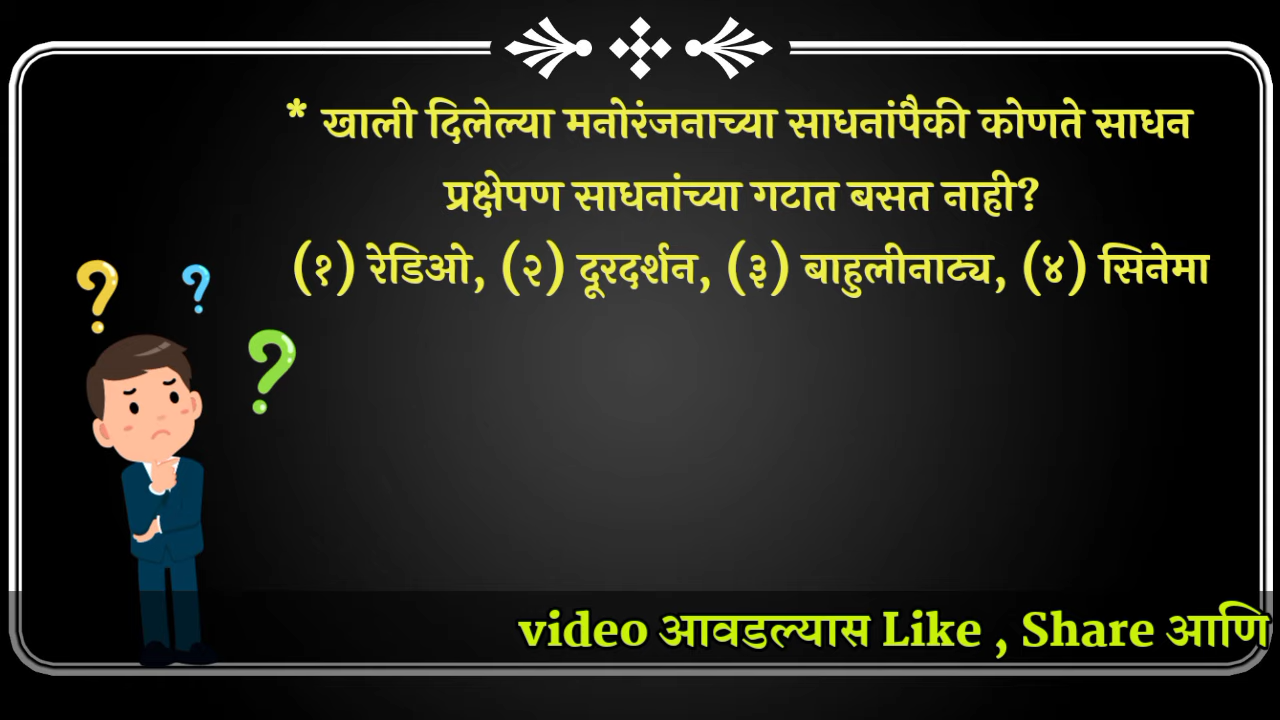 * खाली दिलेल्या मनोरंजनाच्या साधनांपैकी कोणते साधन
प्रक्षेपण साधनांच्या गटात बसत नाही?
(१) रेडिओ, (२) दूरदर्शन, (३) बाहुलीनाट्य, (४) सिनेमा
video आवडल्यास Like , Share आणि